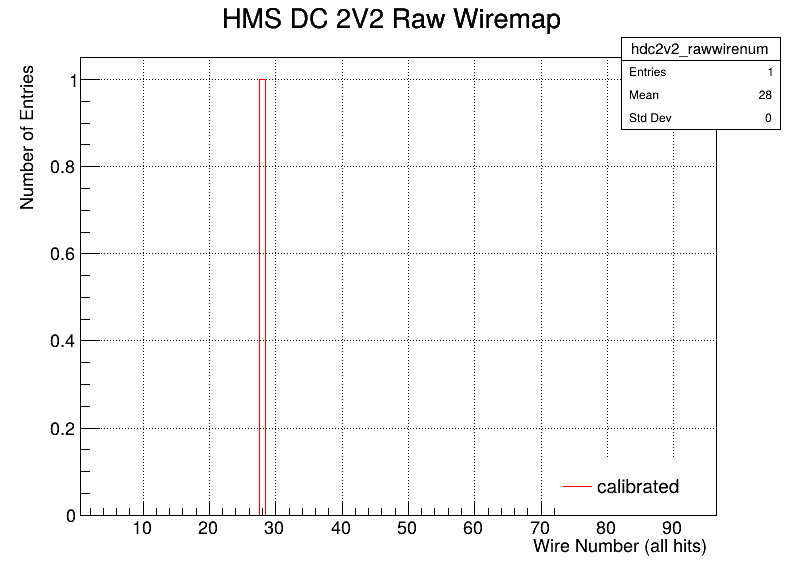 HMS DC 2V2 Raw Wiremap
hdc2v2_rawwirenum
Entries 1
Mean 28
Std Dev 0
Number of Entries
1
0.8
0.6
0.4
0.2
0
calibrated
10 20 30 40 50 60 70 80 90
Wire Number (all hits)